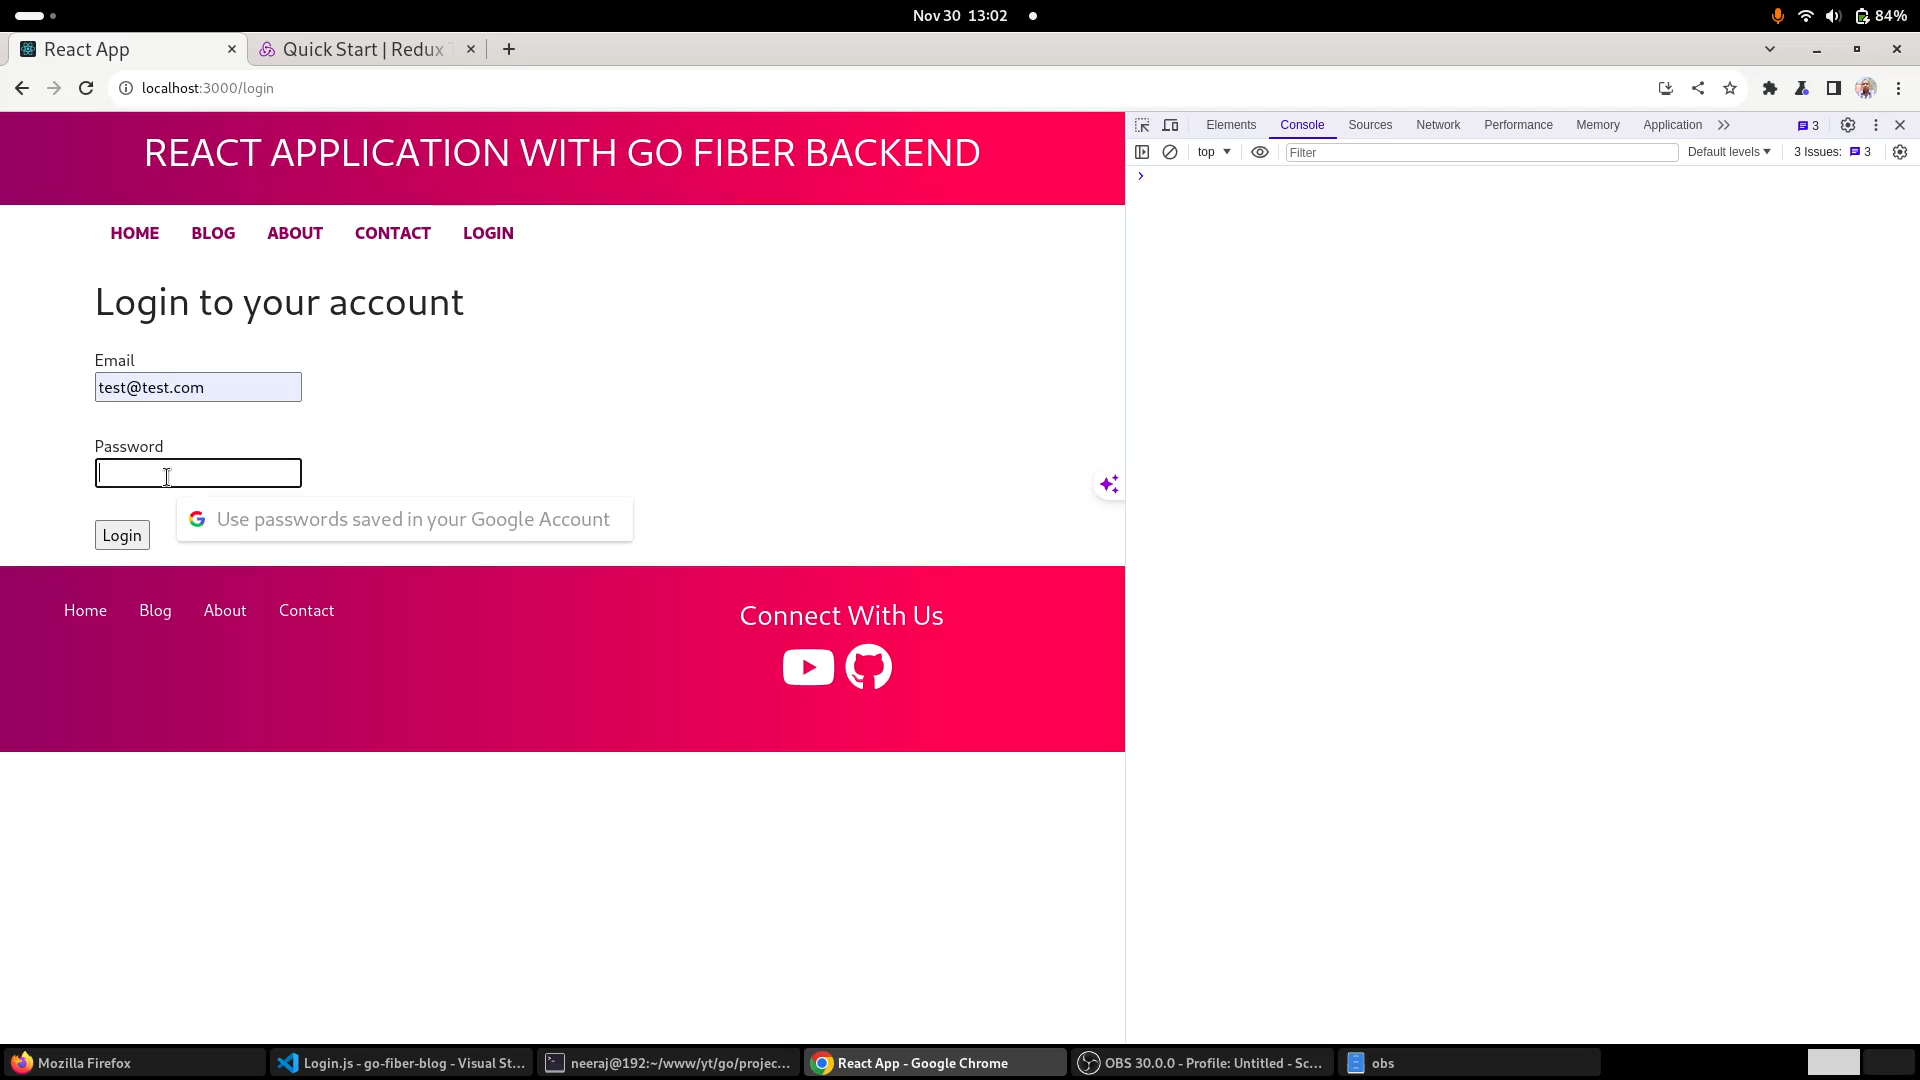 Nov 30 13:02
84%
React App
Quick Start | Redux T
localhost:3000/login
REACT APPLICATION WITH GO FIBER BACKEND
HOME BLOG ABOUT CONTACT LOGIN
Login to your account
Email
test@test.com
Password
Use passwords saved in your Google Account
Login
Home Blog About Contact
Connect With Us
Elements Console Sources Network Performance Memory Application
3
top
Filter
Default levels
3 Issues: 3
Mozilla Firefox
Login.js - go-fiber-blog - Visual St...
neeraj@192:~/www/yt/go/projec...
React App - Google Chrome
OBS 30.0.0 - Profile: Untitled - Sc...
obs